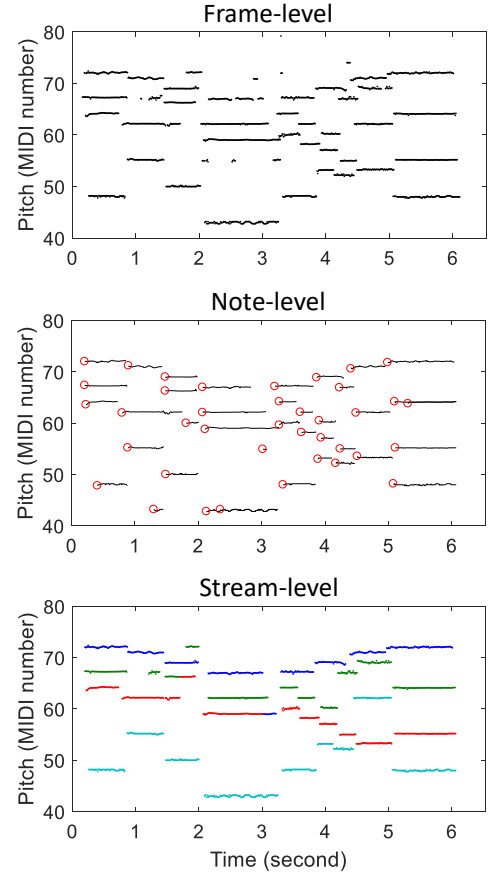 Frame-level
80
70
60
50
40
0 1 2 3 4 5 6
Pitch (MIDI number)
Note-level
80
70
60
50
40
0 1 2 3 4 5 6
Pitch (MIDI number)
Stream-level
80
70
60
50
40
0 1 2 3 4 5 6
Pitch (MIDI number)
Time (second)